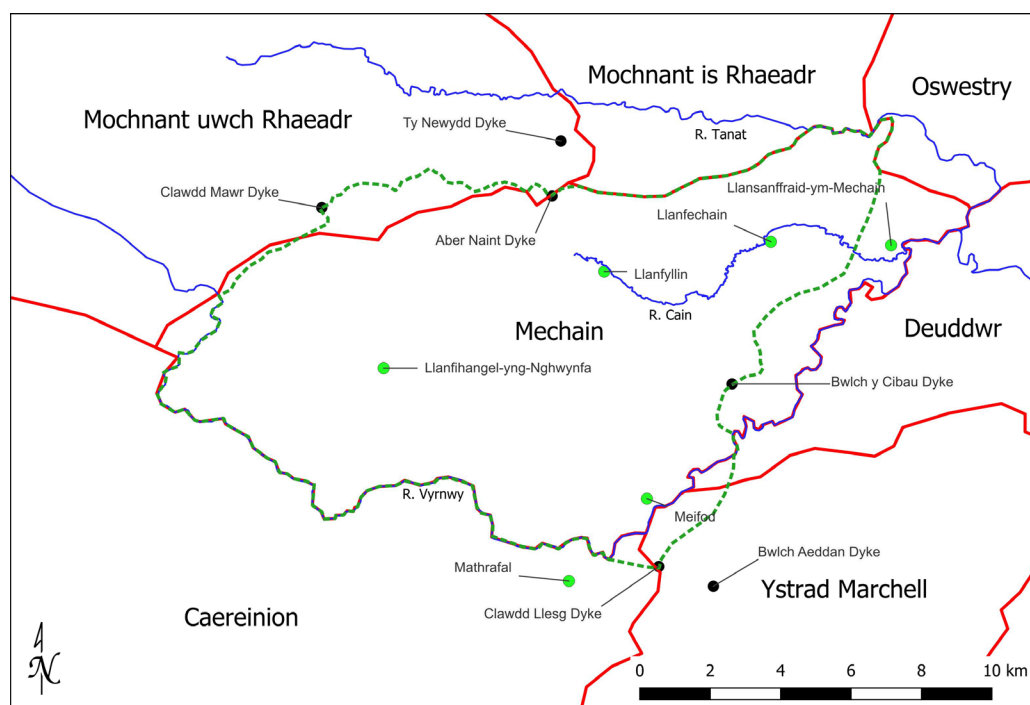 Mochnant is Rhaeadr
Oswestry
Mochnant uwch Rhaeadr
Ty Newydd Dyke
R. Tanat
Llansanffraid-ym-Mechain
Clawdd Mawr Dyke
Llanfechain
Aber Naint Dyke
Llanfyllin
R. Cain
Mechain
Deuddwr
Llanfihangel-yng-Nghwynfa
Bwlch y Cibau Dyke
R. Vyrnwy
Meifod
Mathrafal
Bwlch Aeddan Dyke
Ystrad Marchell
Clawdd Llesg Dyke
Caereinion
N
0 2 4 6 8 10 km